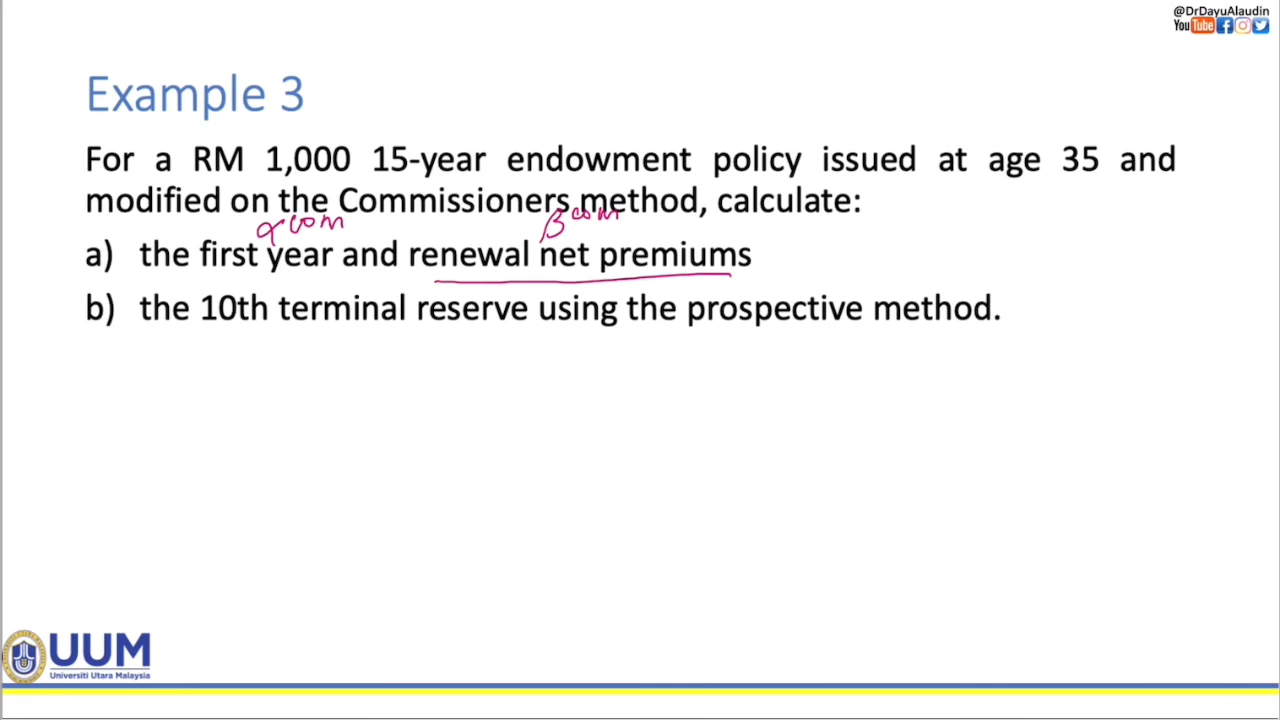 @DrDayuAlaudin
YouTube
Example 3
For a RM 1,000 15-year endowment policy issued at age 35 and
modified on the Commissioners method, calculate:
α com β com
a) the first year and renewal net premiums
b) the 10th terminal reserve using the prospective method.
UUM
Universiti Utara Malaysia